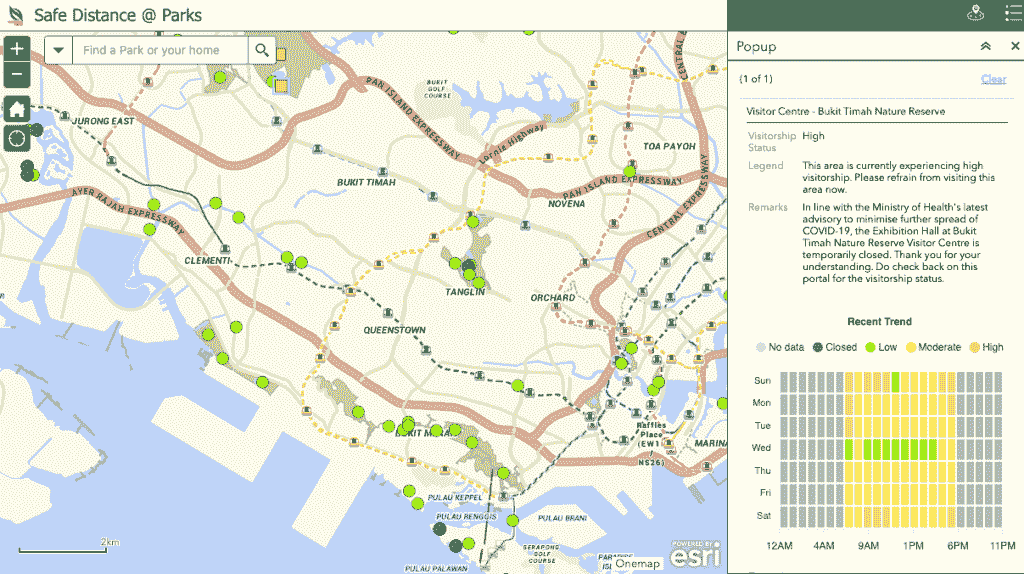 Safe Distance @ Parks
+
−
Find a Park or your home
JURONG EAST
PAN ISLAND EXPRESSWAY
BUKIT
GOLF
COURSE
CENTRAL E
Lornie Highway
TOA PAYOH
BUKIT TIMAH
PAN ISLAND EXPRESSWAY
NOVENA
CENTRAL EXPRESSWAY
AYER RAJAH EXPRESSWAY
CLEMENTI
TANGLIN
ORCHARD
QUEENSTOWN
BUKIT M
Raffles
Place
(EW1
NS26)
MARIN
PULAU KEPPEL
PULAU RENGGIS
PULAU BRANI
SERAPONG
GOLF
COURSE
PULAU PALAWAN
2km
POWERED BY
esri
Onemap
Popup
(1 of 1)
Clear
Visitor Centre - Bukit Timah Nature Reserve
Visitorship Status High
Legend This area is currently experiencing high
visitorship. Please refrain from visiting this
area now.
Remarks In line with the Ministry of Health's latest
advisory to minimise further spread of
COVID-19, the Exhibition Hall at Bukit
Timah Nature Reserve Visitor Centre is
temporarily closed. Thank you for your
understanding. Do check back on this
portal for the visitorship status.
Recent Trend
No data Closed Low Moderate High
Sun
Mon
Tue
Wed
Thu
Fri
Sat
12AM 4AM 9AM 1PM 6PM 11PM